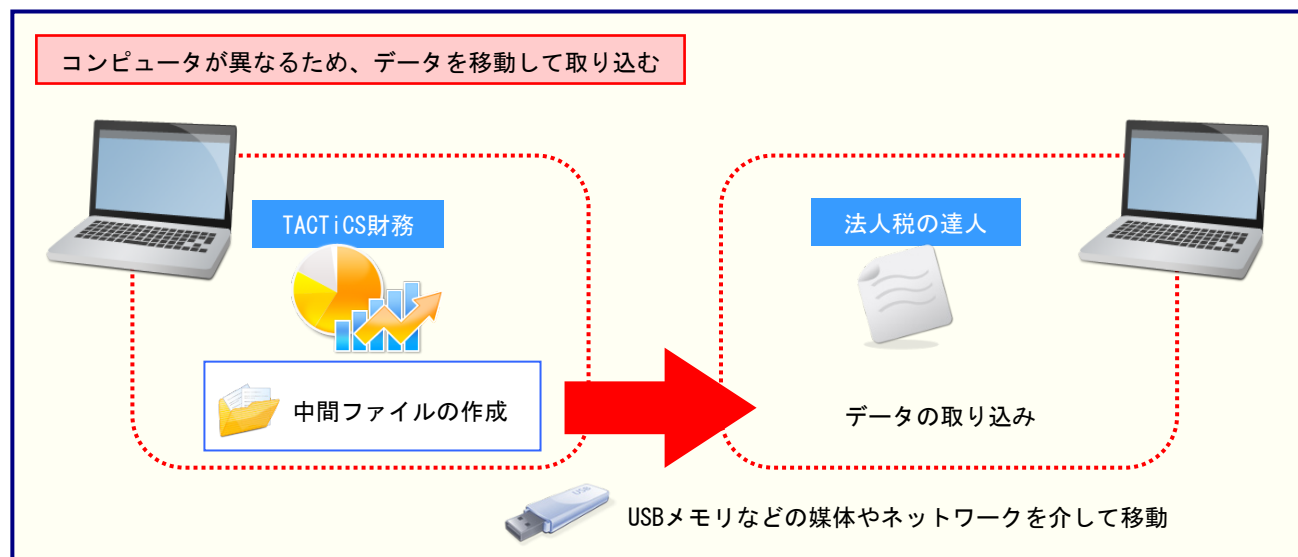 コンピュータが異なるため、データを移動して取り込む
TACTiCS財務
法人税の達人
中間ファイルの作成
データの取り込み
USB
USBメモリなどの媒体やネットワークを介して移動